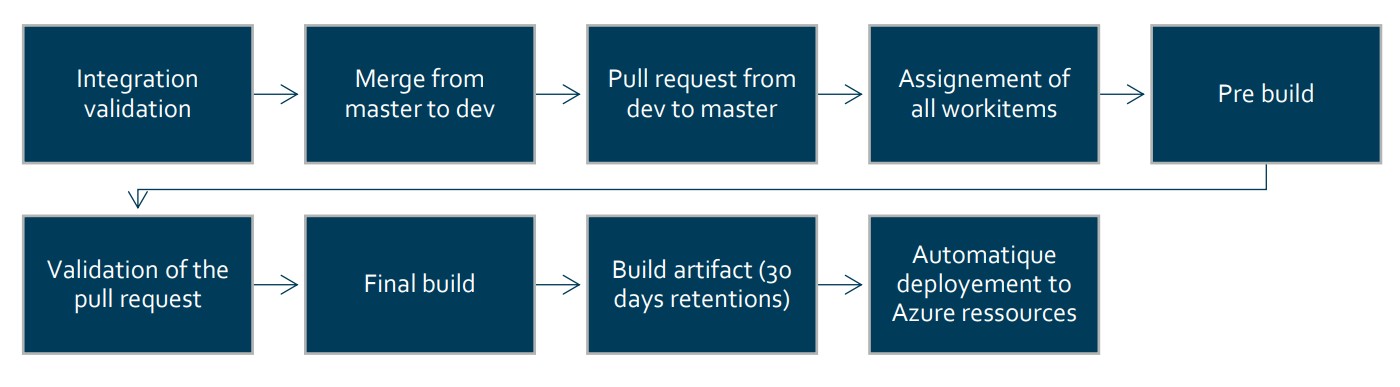 Integration
validation
Merge from
master to dev
Pull request from
dev to master
Assignement of
all workitems
Pre build
Validation of the
pull request
Final build
Build artifact (30
days retentions)
Automatique
deployement to
Azure ressources